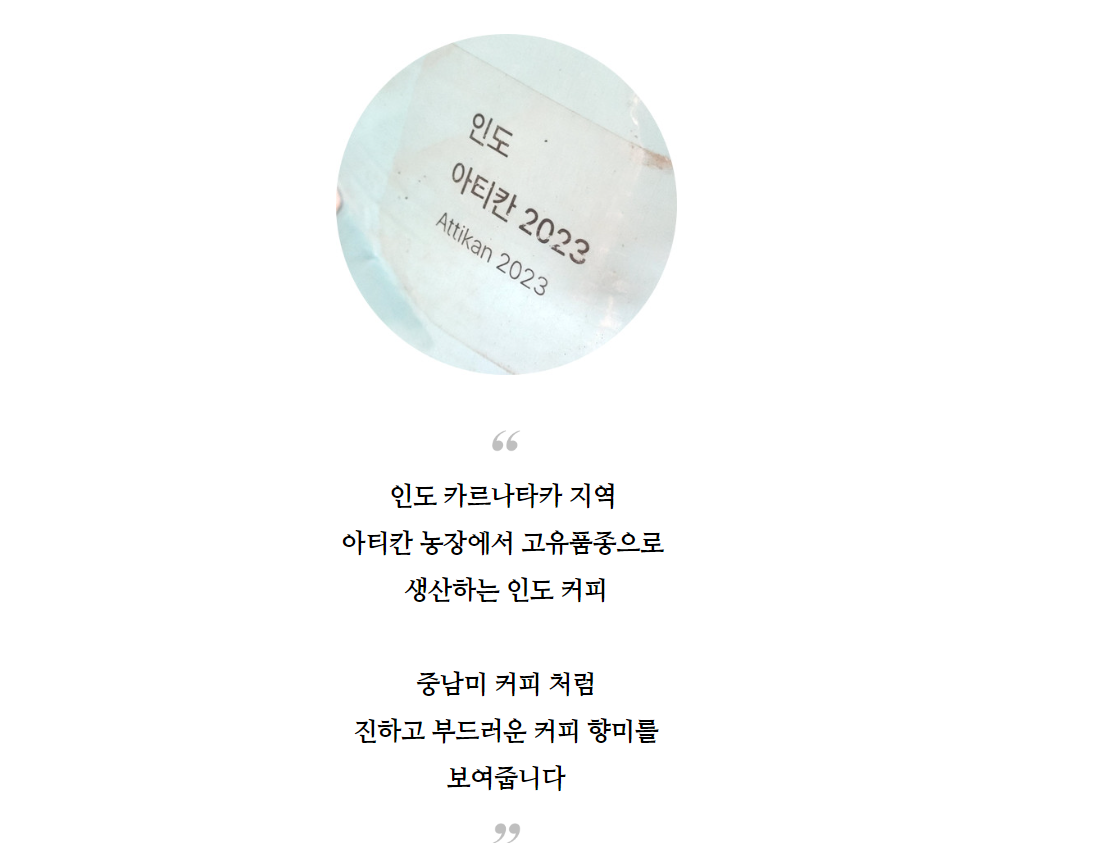 인도
아티칸 2023
Attikan 2023
“
인도 카르나타카 지역
아티칸 농장에서 고유품종으로
생산하는 인도 커피
중남미 커피 처럼
진하고 부드러운 커피 향미를
보여줍니다
”